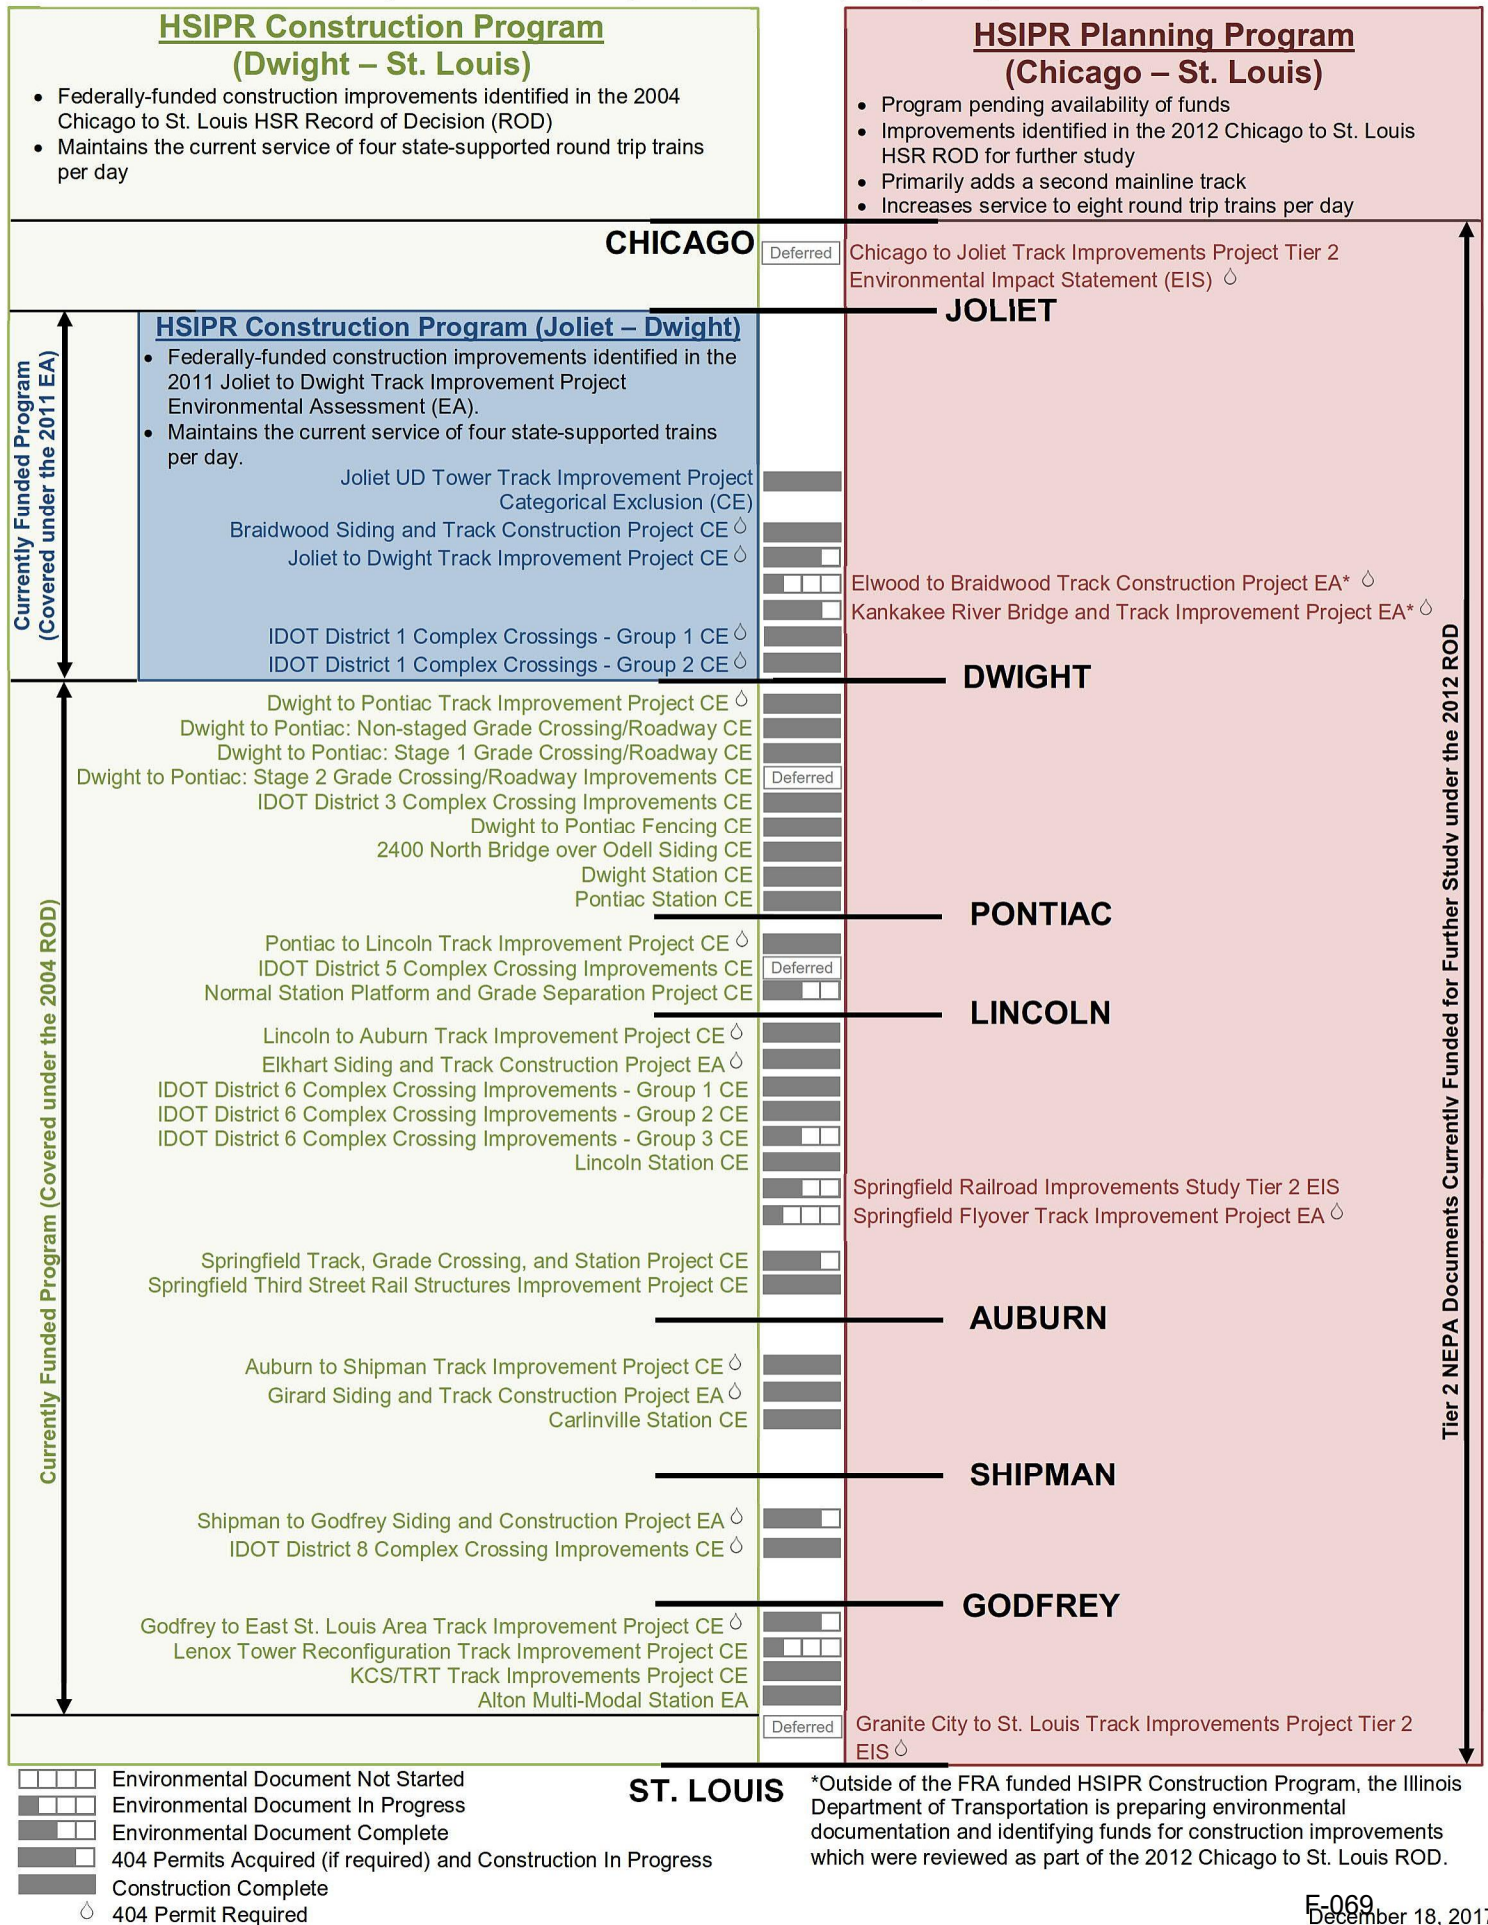 HSIPR Construction Program
(Dwight – St. Louis)
• Federally-funded construction improvements identified in the 2004
Chicago to St. Louis HSR Record of Decision (ROD)
• Maintains the current service of four state-supported round trip trains
per day
HSIPR Planning Program
(Chicago – St. Louis)
• Program pending availability of funds
• Improvements identified in the 2012 Chicago to St. Louis
HSR ROD for further study
• Primarily adds a second mainline track
• Increases service to eight round trip trains per day
CHICAGO
Deferred
Chicago to Joliet Track Improvements Project Tier 2
Environmental Impact Statement (EIS)
JOLIET
Currently Funded Program
(Covered under the 2011 EA)
HSIPR Construction Program (Joliet – Dwight)
• Federally-funded construction improvements identified in the
2011 Joliet to Dwight Track Improvement Project
Environmental Assessment (EA).
• Maintains the current service of four state-supported trains
per day.
Joliet UD Tower Track Improvement Project
Categorical Exclusion (CE)
Braidwood Siding and Track Construction Project CE
Joliet to Dwight Track Improvement Project CE
Elwood to Braidwood Track Construction Project EA*
Kankakee River Bridge and Track Improvement Project EA*
IDOT District 1 Complex Crossings - Group 1 CE
IDOT District 1 Complex Crossings - Group 2 CE
DWIGHT
Tier 2 NEPA Documents Currently Funded for Further Study under the 2012 ROD
Currently Funded Program (Covered under the 2004 ROD)
Dwight to Pontiac Track Improvement Project CE
Dwight to Pontiac: Non-staged Grade Crossing/Roadway CE
Dwight to Pontiac: Stage 1 Grade Crossing/Roadway CE
Dwight to Pontiac: Stage 2 Grade Crossing/Roadway Improvements CE
Deferred
IDOT District 3 Complex Crossing Improvements CE
Dwight to Pontiac Fencing CE
2400 North Bridge over Odell Siding CE
Dwight Station CE
Pontiac Station CE
PONTIAC
Pontiac to Lincoln Track Improvement Project CE
IDOT District 5 Complex Crossing Improvements CE
Deferred
Normal Station Platform and Grade Separation Project CE
LINCOLN
Lincoln to Auburn Track Improvement Project CE
Elkhart Siding and Track Construction Project EA
IDOT District 6 Complex Crossing Improvements - Group 1 CE
IDOT District 6 Complex Crossing Improvements - Group 2 CE
IDOT District 6 Complex Crossing Improvements - Group 3 CE
Lincoln Station CE
Springfield Railroad Improvements Study Tier 2 EIS
Springfield Flyover Track Improvement Project EA
Springfield Track, Grade Crossing, and Station Project CE
Springfield Third Street Rail Structures Improvement Project CE
AUBURN
Auburn to Shipman Track Improvement Project CE
Girard Siding and Track Construction Project EA
Carlinville Station CE
SHIPMAN
Shipman to Godfrey Siding and Construction Project EA
IDOT District 8 Complex Crossing Improvements CE
GODFREY
Godfrey to East St. Louis Area Track Improvement Project CE
Lenox Tower Reconfiguration Track Improvement Project CE
KCS/TRT Track Improvements Project CE
Alton Multi-Modal Station EA
Deferred
Granite City to St. Louis Track Improvements Project Tier 2
EIS
ST. LOUIS
Environmental Document Not Started
Environmental Document In Progress
Environmental Document Complete
404 Permits Acquired (if required) and Construction In Progress
Construction Complete
404 Permit Required
*Outside of the FRA funded HSIPR Construction Program, the Illinois
Department of Transportation is preparing environmental
documentation and identifying funds for construction improvements
which were reviewed as part of the 2012 Chicago to St. Louis ROD.
F-069
December 18, 2017